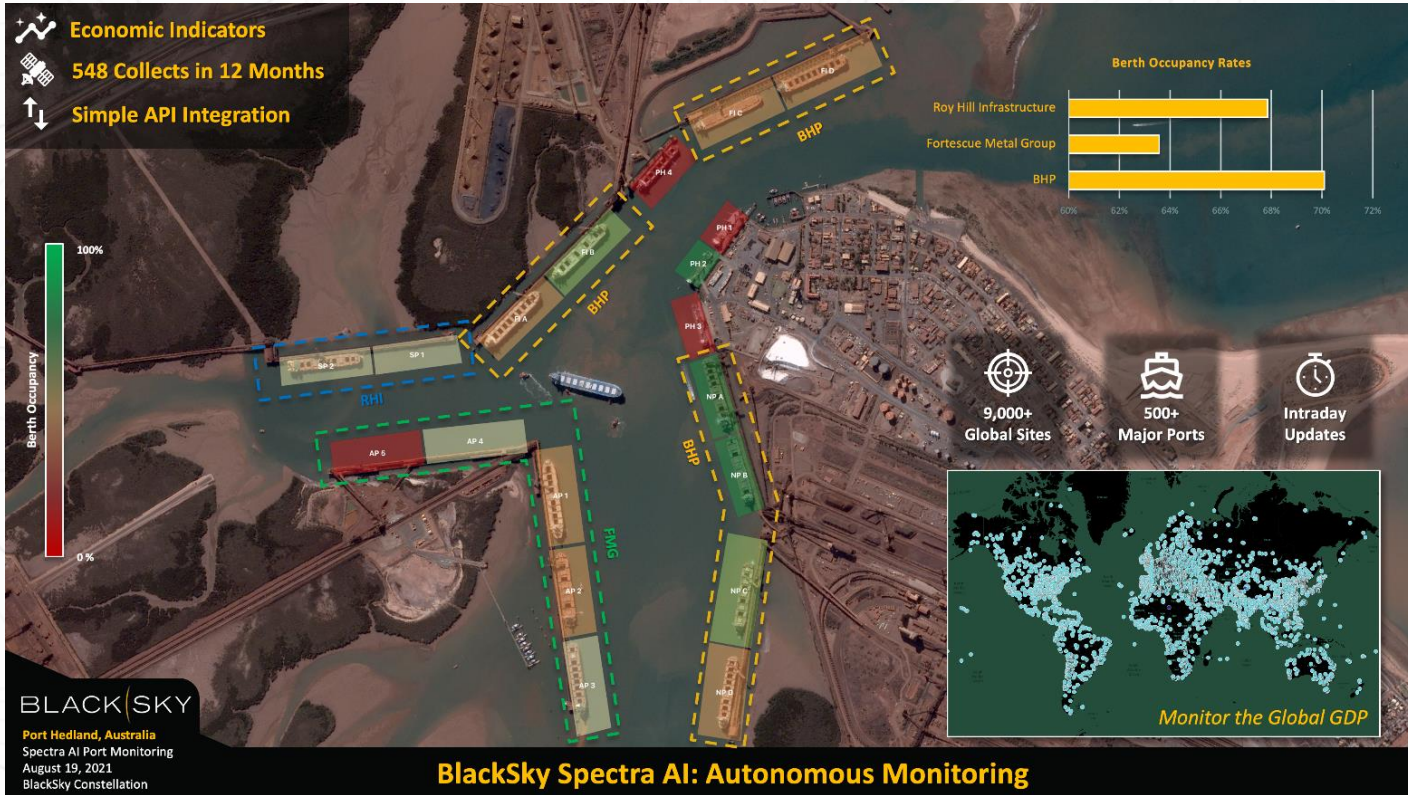 Economic Indicators
548 Collects in 12 Months
Simple API Integration
Berth Occupancy Rates
Roy Hill Infrastructure
Fortescue Metal Group
BHP
60%
62%
64%
66%
68%
70%
72%
FI D
FI C
BHP
PH 4
PH 1
PH 2
PH 3
FI B
FI A
BHP
100%
Berth Occupancy
0 %
SP 2
SP 1
RHI
AP 5
AP 4
AP 1
AP 2
AP 3
FMG
NP A
NP B
BHP
NP C
NP D
9,000+
Global Sites
500+
Major Ports
Intraday
Updates
Monitor the Global GDP
BLACKSKY
Port Hedland, Australia
Spectra AI Port Monitoring
August 19, 2021
BlackSky Constellation
BlackSky Spectra AI: Autonomous Monitoring